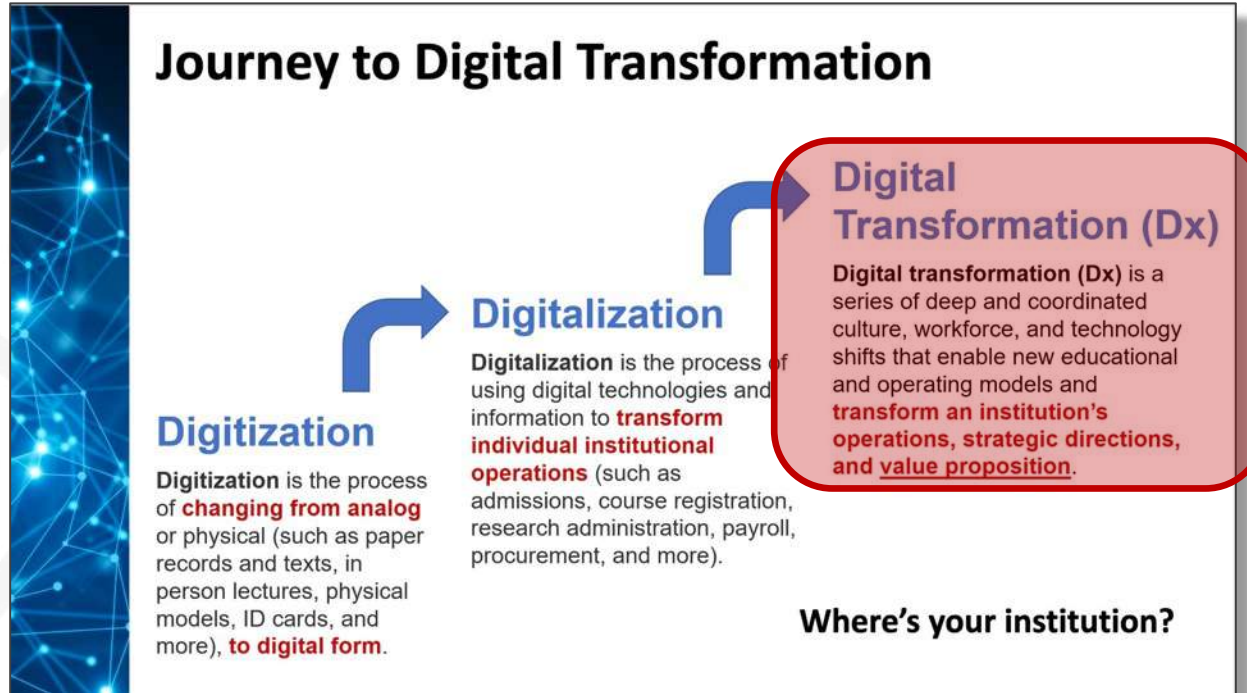 Journey to Digital Transformation
Digitization
Digitization is the process
of changing from analog
or physical (such as paper
records and texts, in
person lectures, physical
models, ID cards, and
more), to digital form.
Digitalization
Digitalization is the process of
using digital technologies and
information to transform
individual institutional
operations (such as
admissions, course registration,
research administration, payroll,
procurement, and more).
Digital
Transformation (Dx)
Digital transformation (Dx) is a
series of deep and coordinated
culture, workforce, and technology
shifts that enable new educational
and operating models and
transform an institution’s
operations, strategic directions,
and value proposition.
Where’s your institution?